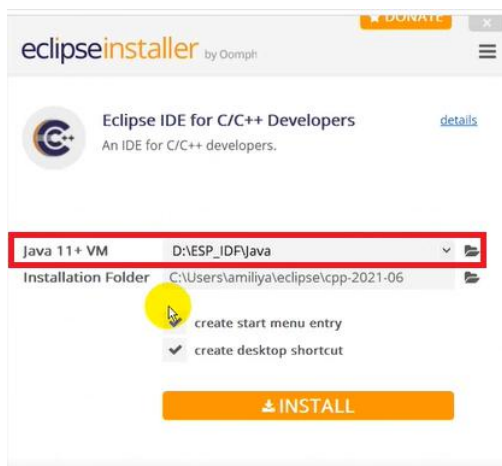 DONATE
eclipseinstaller by Oomph
Eclipse IDE for C/C++ Developers details
An IDE for C/C++ developers.
Java 11+ VM D:\ESP_IDF\Java
Installation Folder C:\Users\amiliya\eclipse\cpp-2021-06
create start menu entry
create desktop shortcut
INSTALL